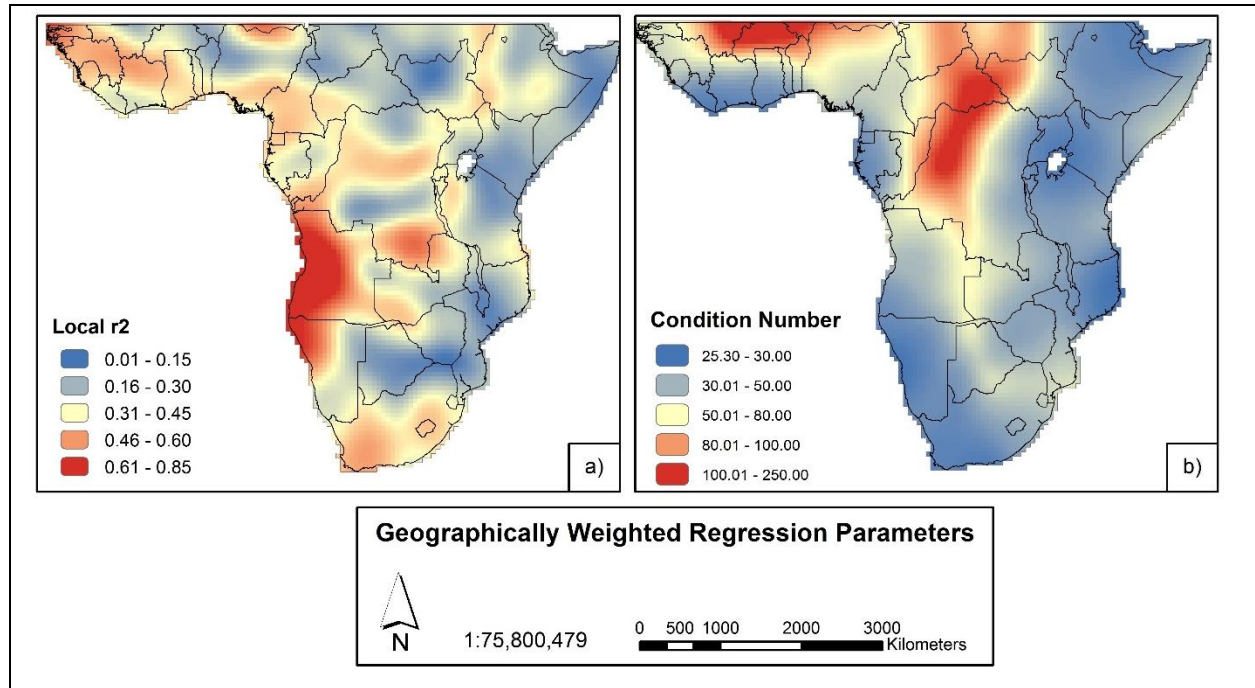 Local r2
0.01 - 0.15
0.16 - 0.30
0.31 - 0.45
0.46 - 0.60
0.61 - 0.85
a)
Condition Number
25.30 - 30.00
30.01 - 50.00
50.01 - 80.00
80.01 - 100.00
100.01 - 250.00
b)
Geographically Weighted Regression Parameters
N
1:75,800,479
0 500 1000 2000 3000
Kilometers